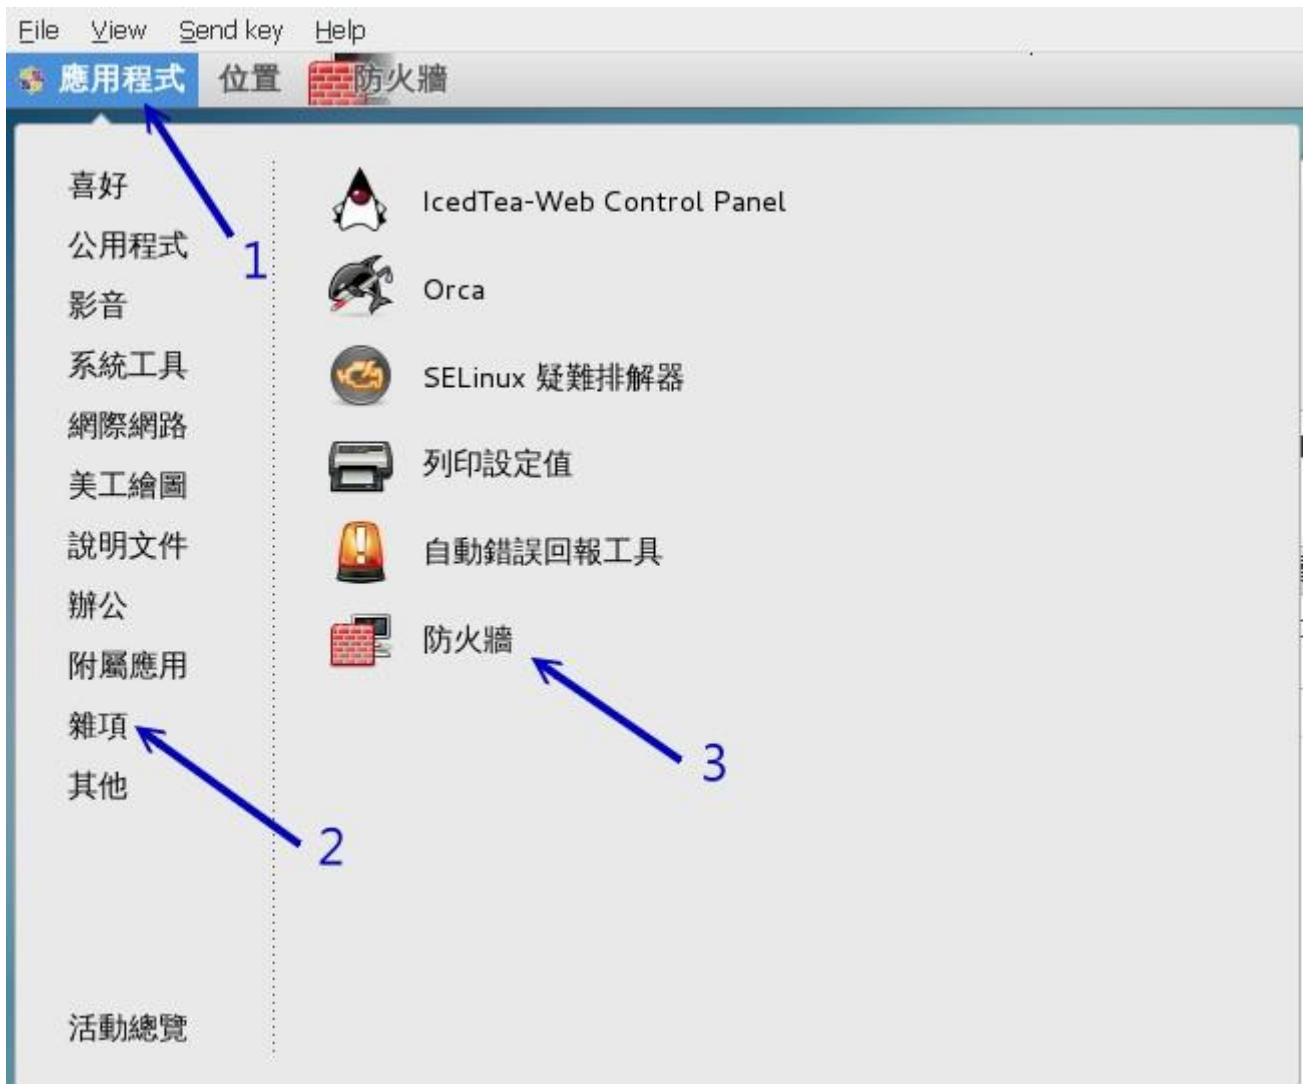 File View Send key Help
應用程式 位置 防火牆
喜好
公用程式
影音
系統工具
網際網路
美工繪圖
說明文件
辦公
附屬應用
雜項
其他
活動總覽
IcedTea-Web Control Panel
Orca
SELinux 疑難排解器
列印設定值
自動錯誤回報工具
防火牆
1
2
3